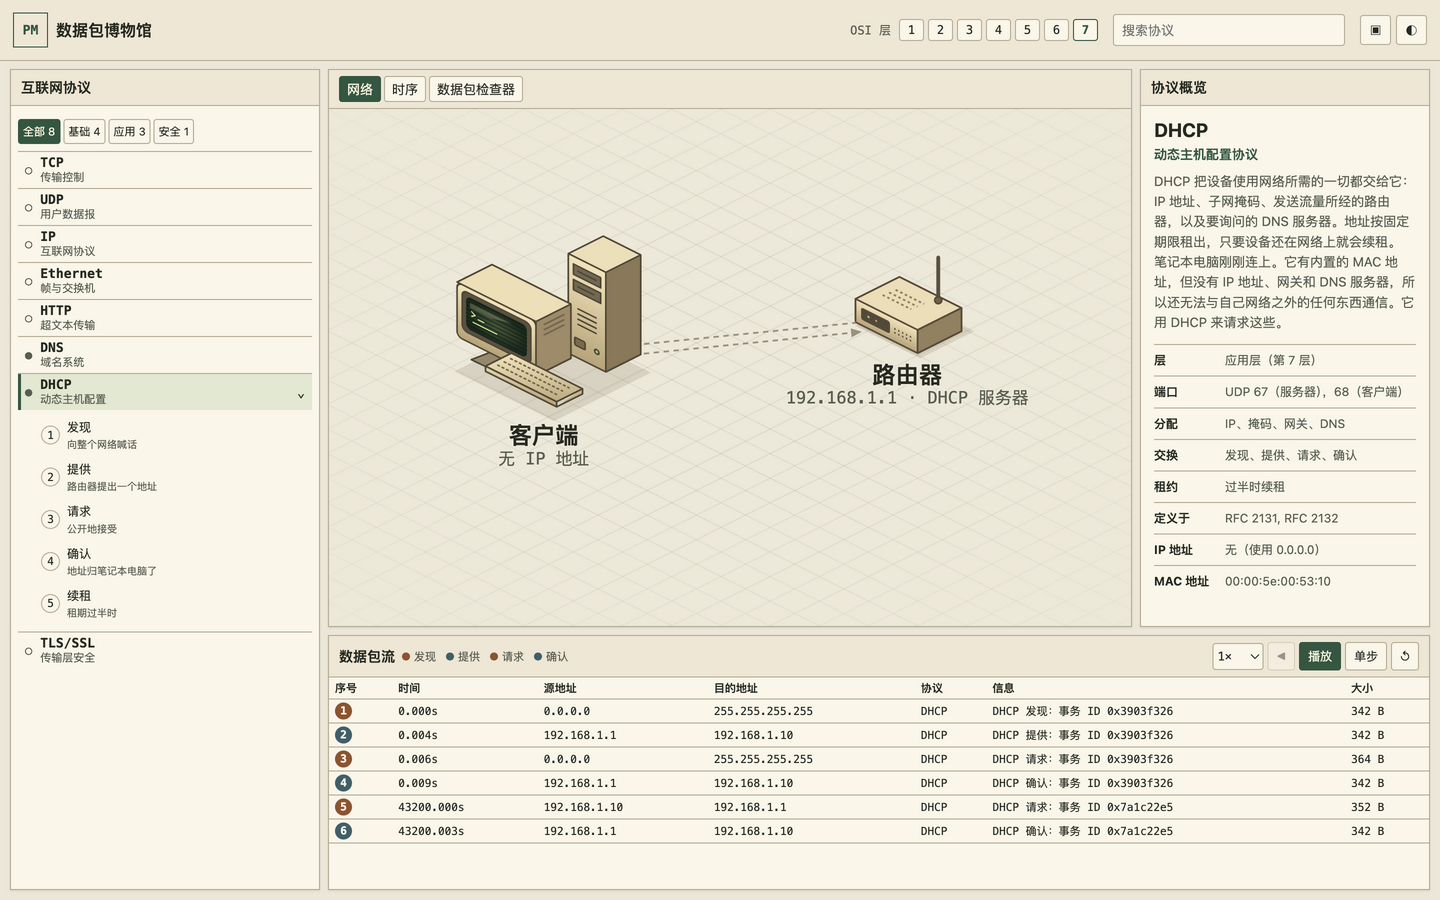 PM
数据包博物馆
OSI 层 1 2 3 4 5 6 7
搜索协议
互联网协议
全部 8 基础 4 应用 3 安全 1
TCP
传输控制
UDP
用户数据报
IP
互联网协议
Ethernet
帧与交换机
HTTP
超文本传输
DNS
域名系统
DHCP
动态主机配置
1 发现
向整个网络喊话
2 提供
路由器提出一个地址
3 请求
公开地接受
4 确认
地址归笔记本电脑了
5 续租
租期过半时
TLS/SSL
传输层安全
网络 时序 数据包检查器
客户端
无 IP 地址
路由器
192.168.1.1 · DHCP 服务器
协议概览
DHCP
动态主机配置协议
DHCP 把设备使用网络所需的一切都交给它：
IP 地址、子网掩码、发送流量所经的路由
器，以及要询问的 DNS 服务器。地址按固定
期限租出，只要设备还在网络上就会续租。
笔记本电脑刚刚连上。它有内置的 MAC 地
址，但没有 IP 地址、网关和 DNS 服务器，所
以还无法与自己网络之外的任何东西通信。它
用 DHCP 来请求这些。
层 应用层（第 7 层）
端口 UDP 67（服务器），68（客户端）
分配 IP、掩码、网关、DNS
交换 发现、提供、请求、确认
租约 过半时续租
定义于 RFC 2131, RFC 2132
IP 地址 无（使用 0.0.0.0）
MAC 地址 00:00:5e:00:53:10
数据包流 发现 提供 请求 确认
1× 播放 单步
序号 时间 源地址 目的地址 协议 信息 大小
1 0.000s 0.0.0.0 255.255.255.255 DHCP DHCP 发现：事务 ID 0x3903f326 342 B
2 0.004s 192.168.1.1 192.168.1.10 DHCP DHCP 提供：事务 ID 0x3903f326 342 B
3 0.006s 0.0.0.0 255.255.255.255 DHCP DHCP 请求：事务 ID 0x3903f326 364 B
4 0.009s 192.168.1.1 192.168.1.10 DHCP DHCP 确认：事务 ID 0x3903f326 342 B
5 43200.000s 192.168.1.10 192.168.1.1 DHCP DHCP 请求：事务 ID 0x7a1c22e5 352 B
6 43200.003s 192.168.1.1 192.168.1.10 DHCP DHCP 确认：事务 ID 0x7a1c22e5 342 B